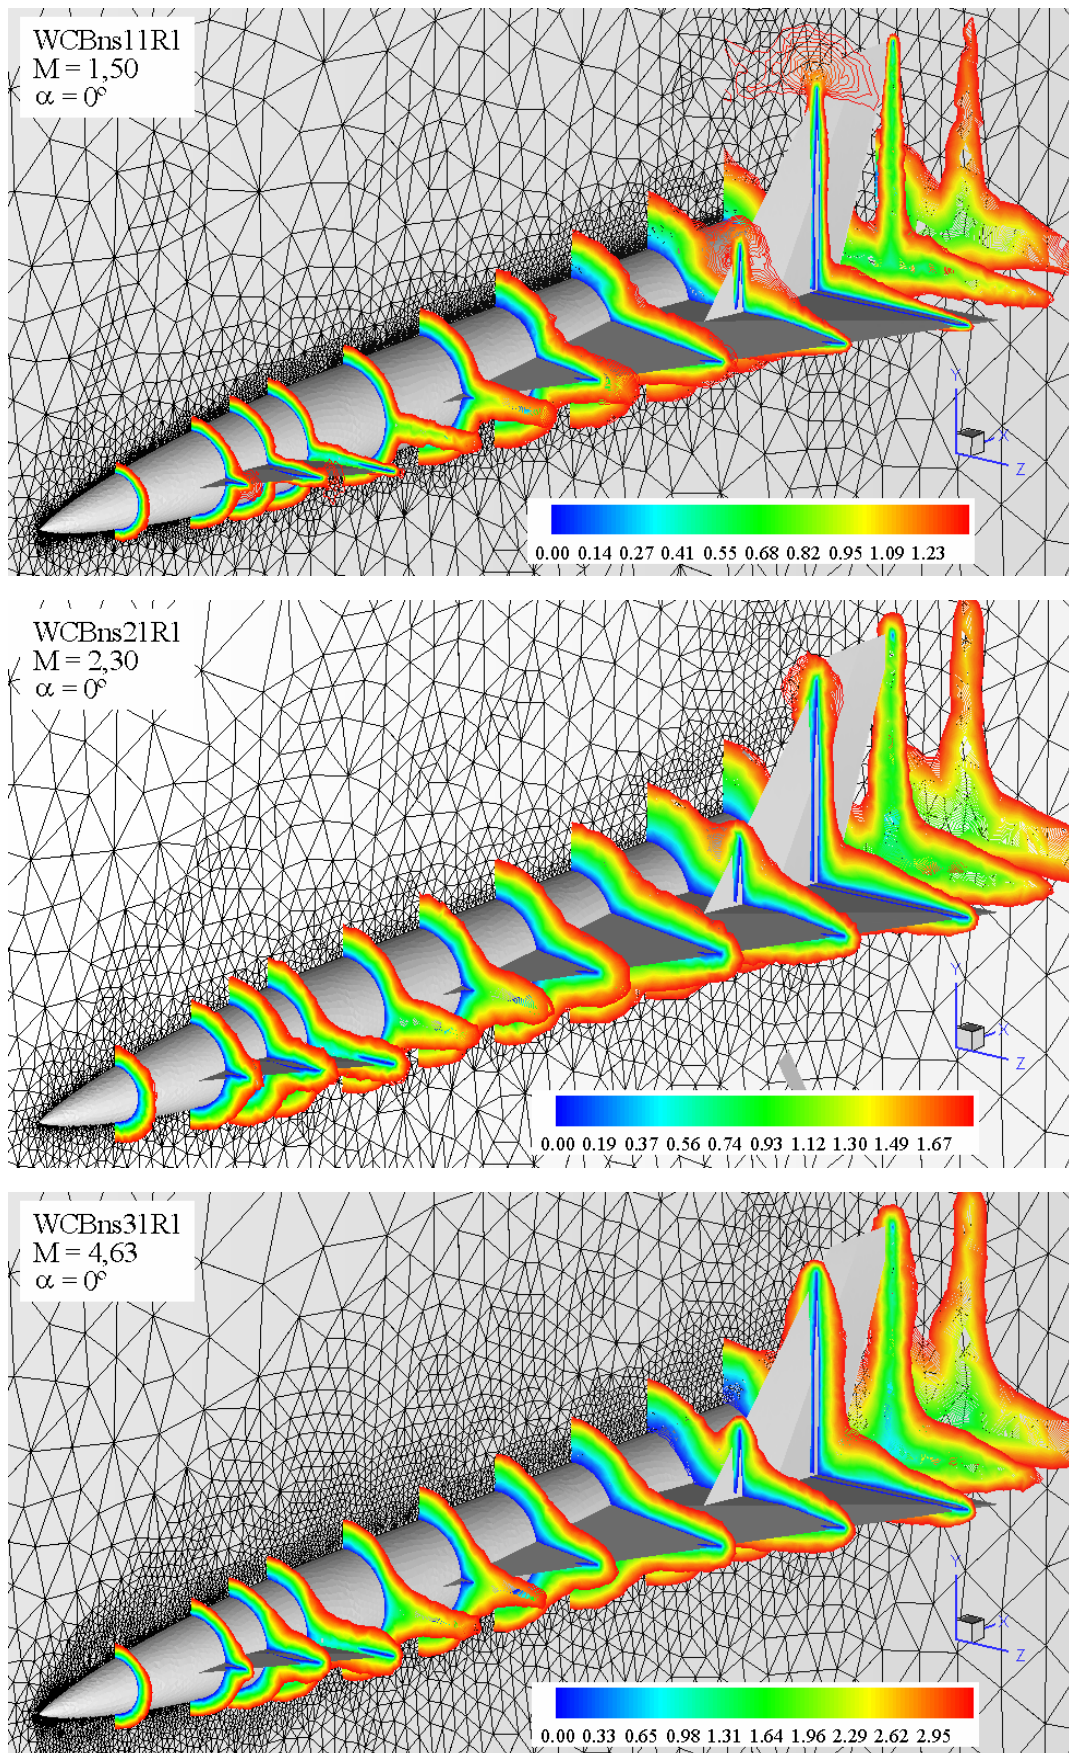 WCBns11R1
M = 1,50
α = 0º
Y
X
Z
0.00 0.14 0.27 0.41 0.55 0.68 0.82 0.95 1.09 1.23
WCBns21R1
M = 2,30
α = 0º
Y
X
Z
0.00 0.19 0.37 0.56 0.74 0.93 1.12 1.30 1.49 1.67
WCBns31R1
M = 4,63
α = 0º
Y
X
Z
0.00 0.33 0.65 0.98 1.31 1.64 1.96 2.29 2.62 2.95